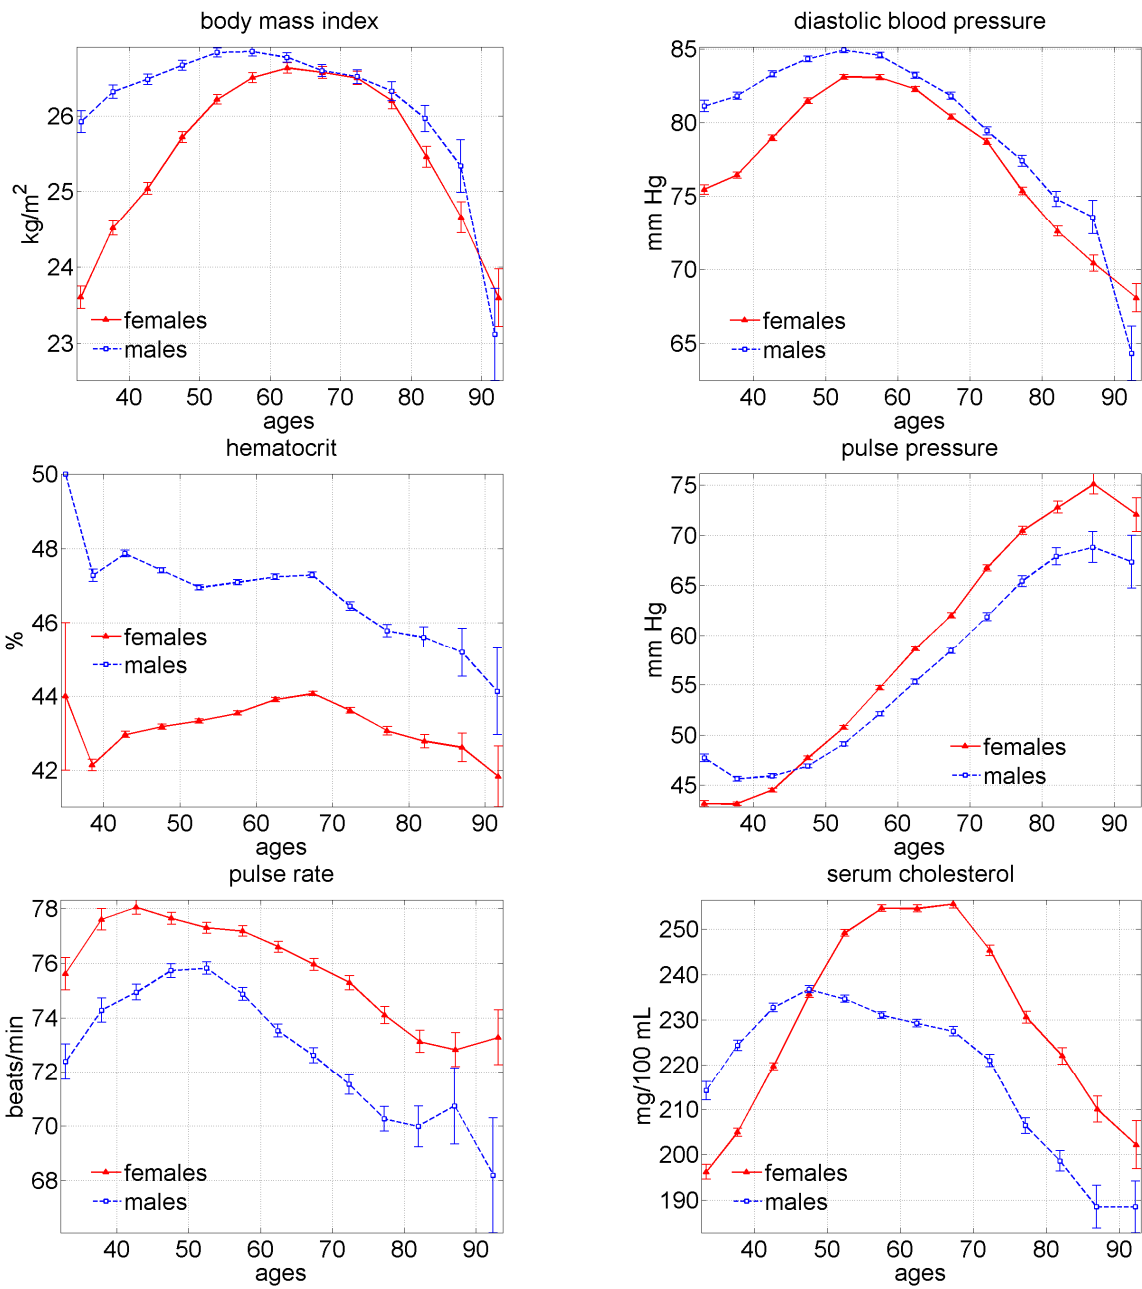 body mass index
26
25
24
23
kg/m2
females
males
40 50 60 70 80 90
ages
diastolic blood pressure
85
80
75
70
65
mm Hg
females
males
40 50 60 70 80 90
ages
hematocrit
50
48
46
44
42
%
females
males
40 50 60 70 80 90
ages
pulse pressure
75
70
65
60
55
50
45
mm Hg
females
males
40 50 60 70 80 90
ages
pulse rate
78
76
74
72
70
68
beats/min
females
males
40 50 60 70 80 90
ages
serum cholesterol
250
240
230
220
210
200
190
mg/100 mL
females
males
40 50 60 70 80 90
ages